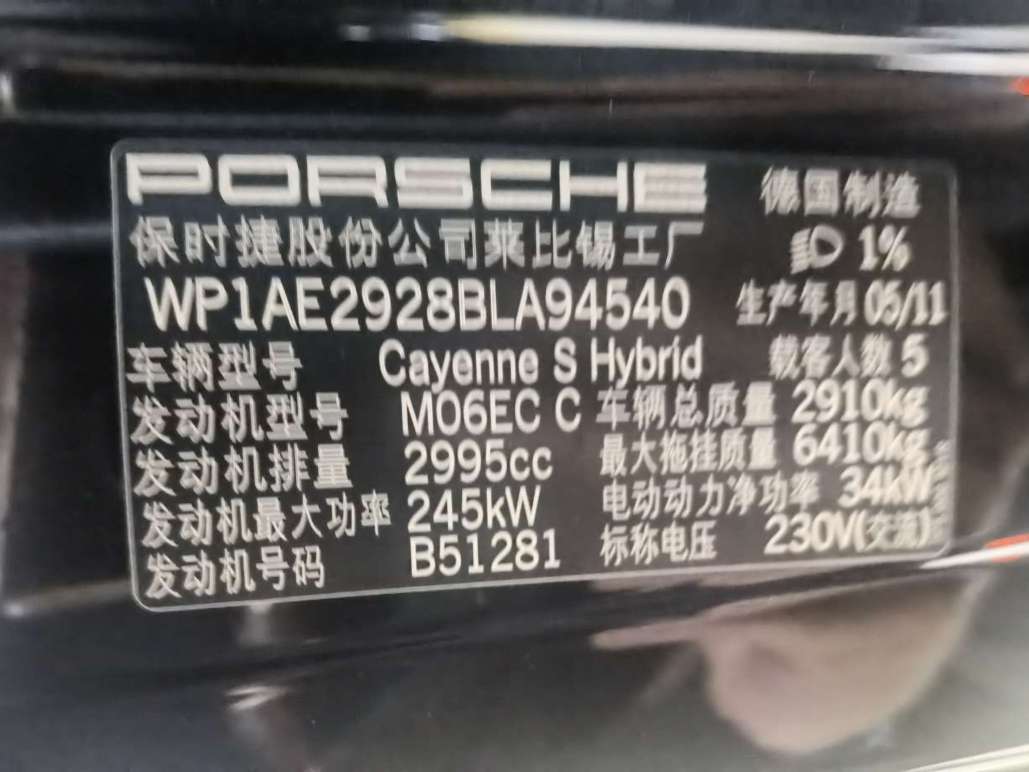 PORSCHE 德国制造
保时捷股份公司莱比锡工厂 1%
WP1AE2928BLA94540 生产年月 05/11
车辆型号 Cayenne S Hybrid 载客人数 5
发动机型号 M06EC C 车辆总质量 2910kg
发动机排量 2995cc 最大拖挂质量 6410kg
发动机最大功率 245kW 电动动力净功率 34kW
发动机号码 B51281 标称电压 230V(交流)